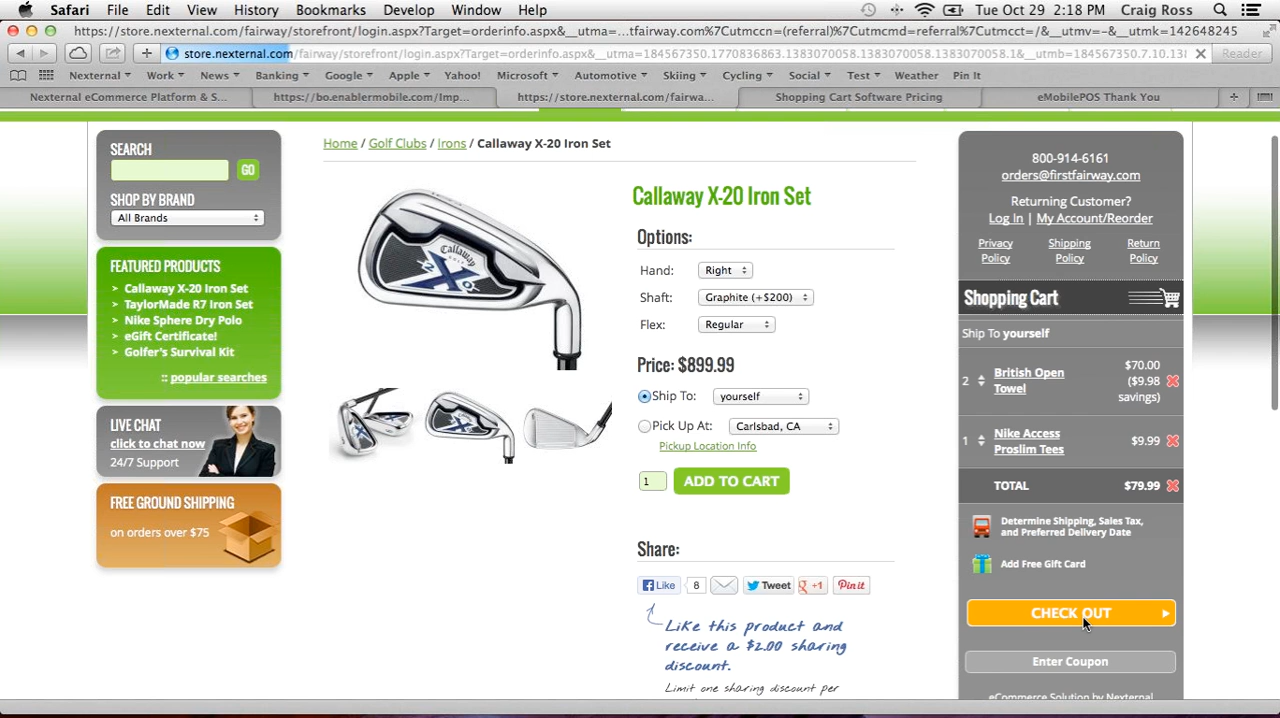 Safari File Edit View History Bookmarks Develop Window Help Tue Oct 29 2:18 PM Craig Ross
https://store.nexternal.com/fairway/storefront/login.aspx?Target=orderinfo.aspx&__utma=...tfairway.com%7Cutmccn=(referral)%7Cutmcmd=referral%7Cutmcct=/&__utmv=-&__utmk=142648245
store.nexternal.com/fairway/storefront/login.aspx?Target=orderinfo.aspx&__utma=184567350.1770836863.1383070058.1383070058.1383070058.1&__utmb=184567350.7.10.138 Reader
Nexternal Work News Banking Google Apple Yahoo! Microsoft Automotive Skiing Cycling Social Test Weather Pin It
Nexternal eCommerce Platform & S... https://bo.enablermobile.com/Imp... https://store.nexternal.com/fairwa... Shopping Cart Software Pricing eMobilePOS Thank You
SEARCH
GO
SHOP BY BRAND
All Brands
FEATURED PRODUCTS
> Callaway X-20 Iron Set
> TaylorMade R7 Iron Set
> Nike Sphere Dry Polo
> eGift Certificate!
> Golfer's Survival Kit
:: popular searches
LIVE CHAT
click to chat now
24/7 Support
FREE GROUND SHIPPING
on orders over $75
Home / Golf Clubs / Irons / Callaway X-20 Iron Set
Callaway
GOLF
X 20
Callaway X-20 Iron Set
Options:
Hand: Right
Shaft: Graphite (+$200)
Flex: Regular
Price: $899.99
Ship To: yourself
Pick Up At: Carlsbad, CA
Pickup Location Info
1 ADD TO CART
Share:
Like 8 Tweet +1 Pin it
Like this product and
receive a $2.00 sharing
discount.
Limit one sharing discount per
800-914-6161
orders@firstfairway.com
Returning Customer?
Log In | My Account/Reorder
Privacy Shipping Return
Policy Policy Policy
Shopping Cart
Ship To yourself
2 British Open Towel $70.00 ($9.98 savings)
1 Nike Access Proslim Tees $9.99
TOTAL $79.99
Determine Shipping, Sales Tax,
and Preferred Delivery Date
Add Free Gift Card
CHECK OUT
Enter Coupon
eCommerce Solution by Nexternal